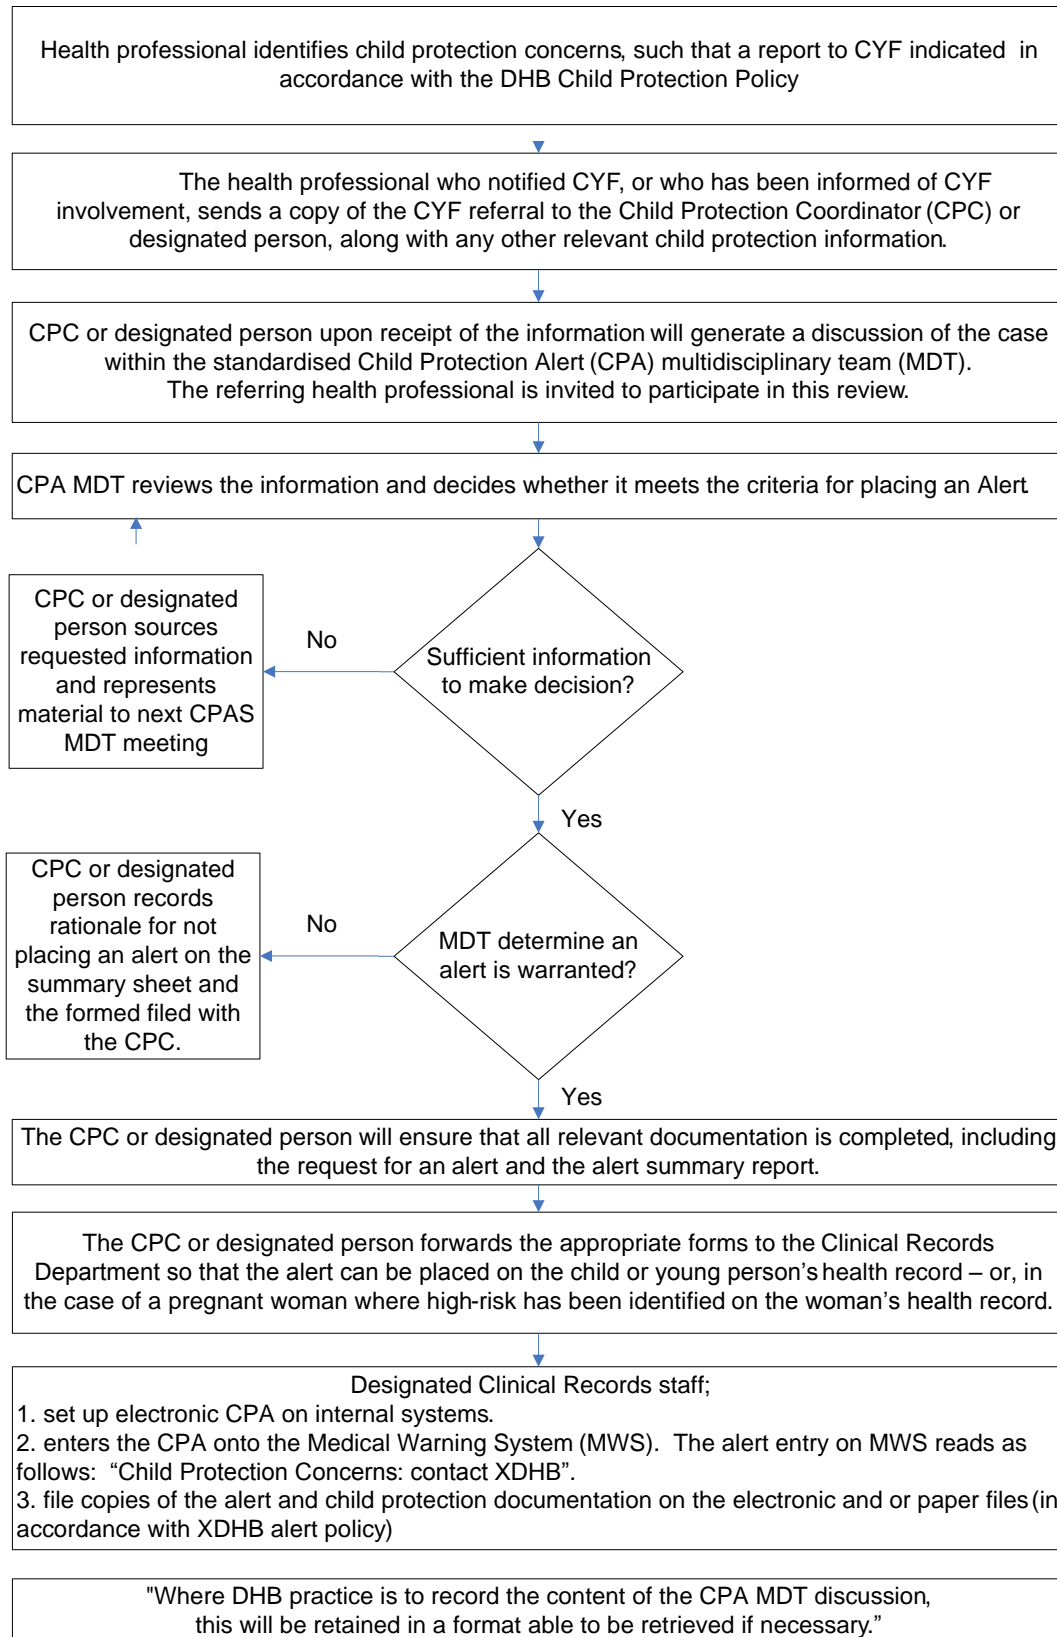 Health professional identifies child protection concerns, such that a report to CYF indicated in
accordance with the DHB Child Protection Policy
The health professional who notified CYF, or who has been informed of CYF
involvement, sends a copy of the CYF referral to the Child Protection Coordinator (CPC) or
designated person, along with any other relevant child protection information.
CPC or designated person upon receipt of the information will generate a discussion of the case
within the standardised Child Protection Alert (CPA) multidisciplinary team (MDT).
The referring health professional is invited to participate in this review.
CPA MDT reviews the information and decides whether it meets the criteria for placing an Alert.
CPC or designated
person sources
requested information
and represents
material to next CPAS
MDT meeting
No
Sufficient information
to make decision?
Yes
CPC or designated
person records
rationale for not
placing an alert on the
summary sheet and
the formed filed with
the CPC.
No
MDT determine an
alert is warranted?
Yes
The CPC or designated person will ensure that all relevant documentation is completed, including
the request for an alert and the alert summary report.
The CPC or designated person forwards the appropriate forms to the Clinical Records
Department so that the alert can be placed on the child or young person's health record – or, in
the case of a pregnant woman where high-risk has been identified on the woman's health record.
Designated Clinical Records staff;
1. set up electronic CPA on internal systems.
2. enters the CPA onto the Medical Warning System (MWS). The alert entry on MWS reads as
follows: “Child Protection Concerns: contact XDHB”.
3. file copies of the alert and child protection documentation on the electronic and or paper files (in
accordance with XDHB alert policy)
"Where DHB practice is to record the content of the CPA MDT discussion,
this will be retained in a format able to be retrieved if necessary.”